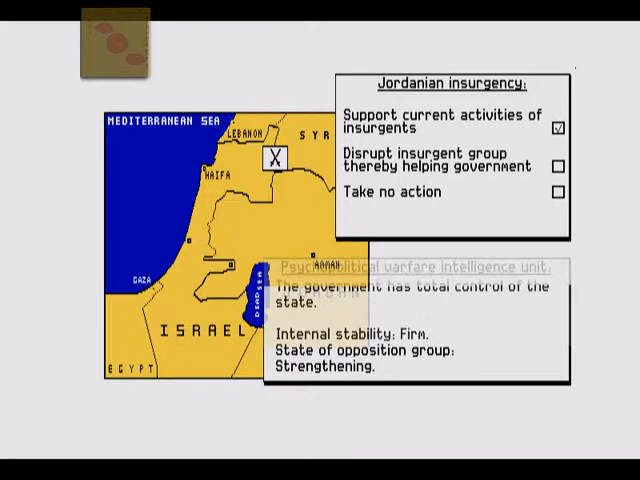 Jordanian insurgency:
Support current activities of
insurgents
Disrupt insurgent group
thereby helping government
Take no action
MEDITERRANEAN SEA
LEBANON
SYR
HAIFA
AMMAN
GAZA
DEAD SEA
ISRAEL
EGYPT
Psychopolitical warfare intelligence unit:
The government has total control of the
state.
Internal stability: Firm.
State of opposition group:
Strengthening.